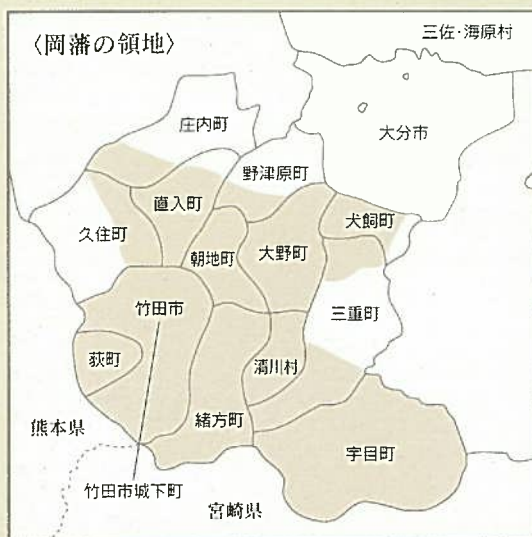 〈岡藩の領地〉
三佐・海原村
庄内町
大分市
野津原町
直入町
犬飼町
久住町
朝地町
大野町
竹田市
三重町
荻町
清川村
緒方町
熊本県
宇目町
竹田市城下町
宮崎県